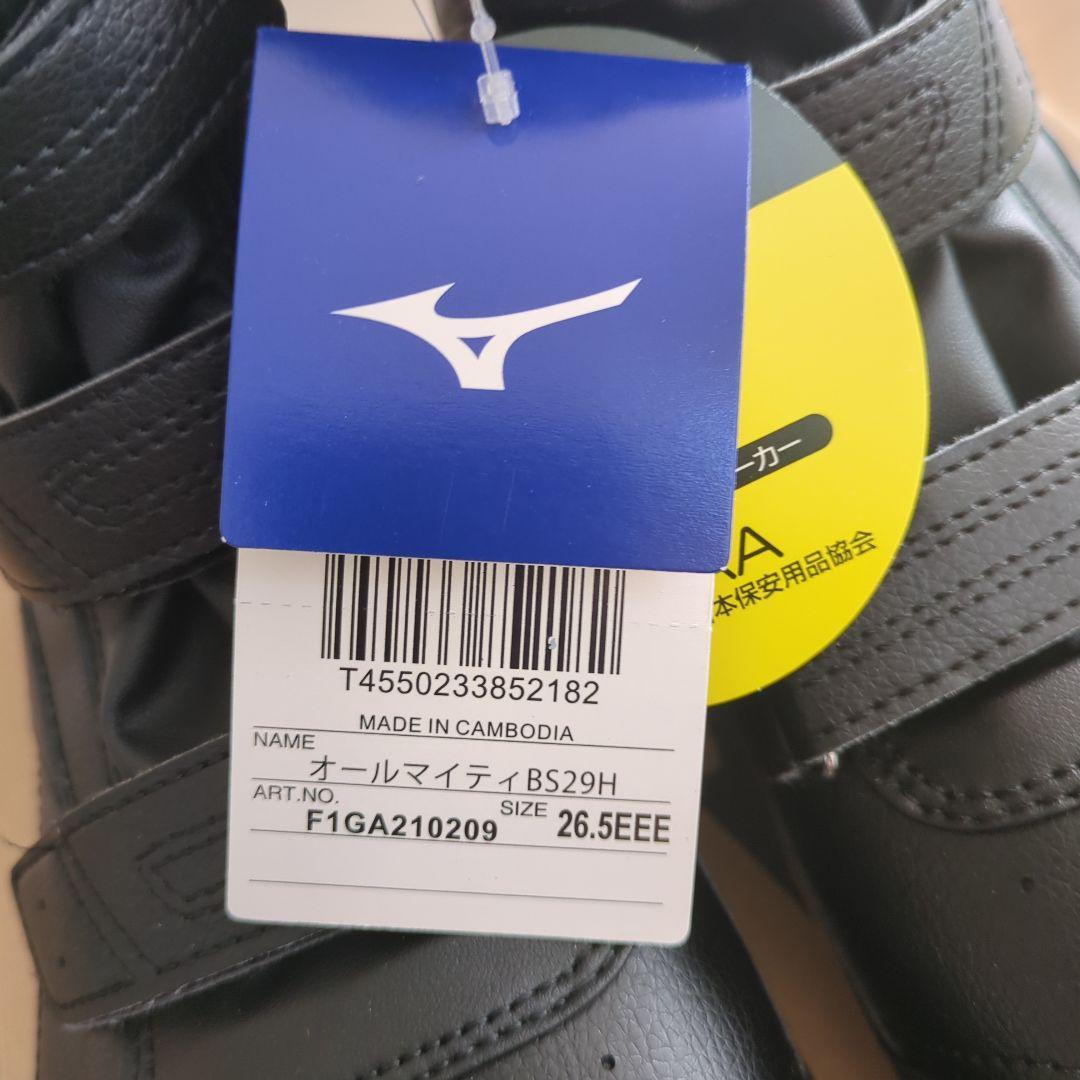 ーカー
本保安用品協会
T4550233852182
MADE IN CAMBODIA
NAME
オールマイティBS29H
ART.NO.
F1GA210209
SIZE 26.5EEE